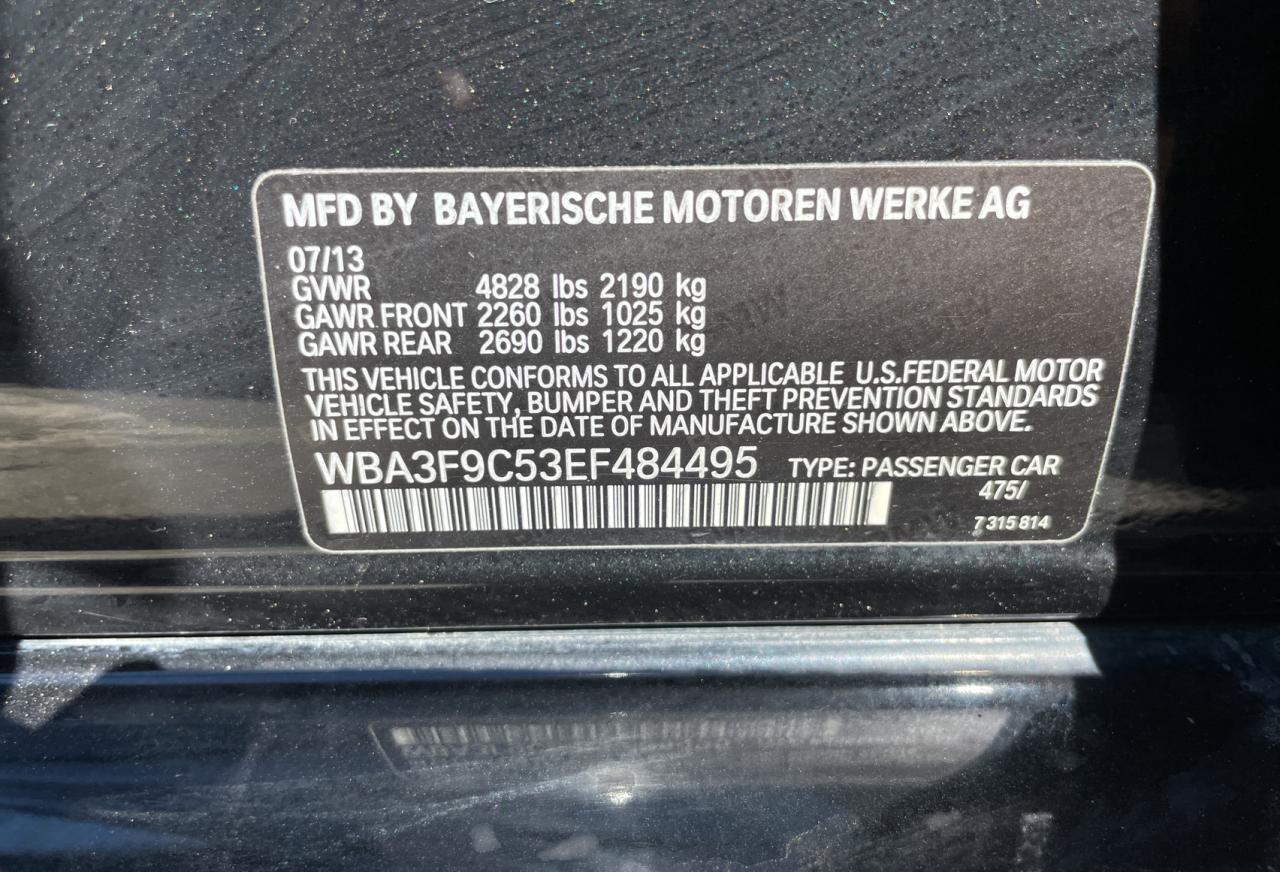 MFD BY BAYERISCHE MOTOREN WERKE AG
07/13
GVWR 4828 lbs 2190 kg
GAWR FRONT 2260 lbs 1025 kg
GAWR REAR 2690 lbs 1220 kg
THIS VEHICLE CONFORMS TO ALL APPLICABLE U.S.FEDERAL MOTOR
VEHICLE SAFETY, BUMPER AND THEFT PREVENTION STANDARDS
IN EFFECT ON THE DATE OF MANUFACTURE SHOWN ABOVE.
WBA3F9C53EF484495 TYPE: PASSENGER CAR
475/
7 315 814